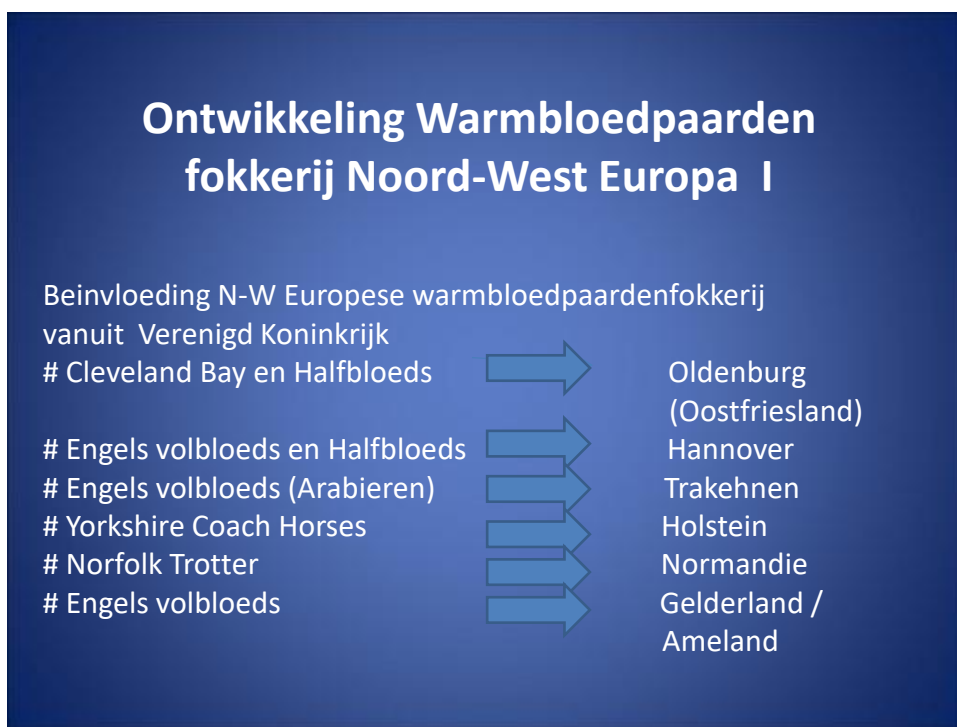 Ontwikkeling Warmbloedpaarden
fokkerij Noord-West Europa I
Beinvloeding N-W Europese warmbloedpaardenfokkerij
vanuit Verenigd Koninkrijk
# Cleveland Bay en Halfbloeds Oldenburg
(Oostfriesland)
# Engels volbloeds en Halfbloeds Hannover
# Engels volbloeds (Arabieren) Trakehnen
# Yorkshire Coach Horses Holstein
# Norfolk Trotter Normandie
# Engels volbloeds Gelderland /
Ameland